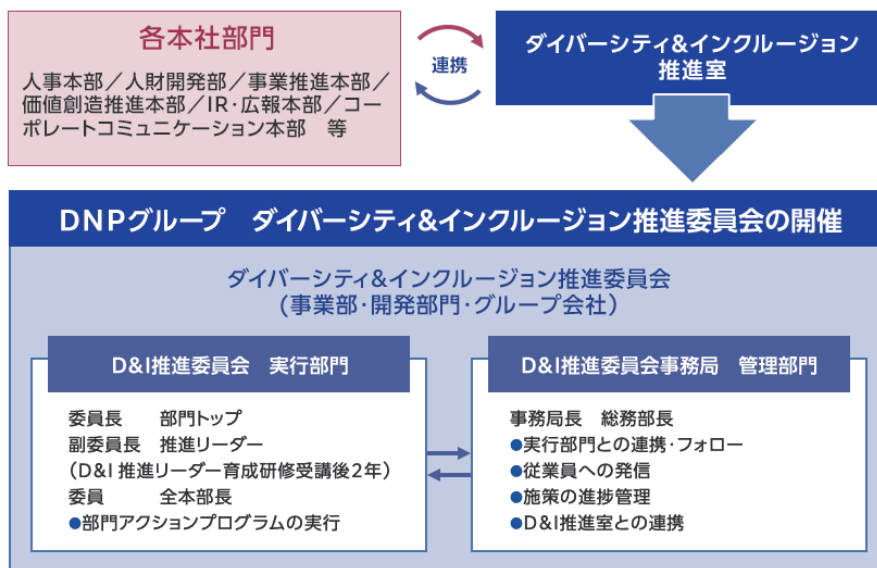 各本社部門
人事本部／人財開発部／事業推進本部／
価値創造推進本部／IR・広報本部／コー
ポレートコミュニケーション本部　等
連携
ダイバーシティ&インクルージョン
推進室
DNPグループ　ダイバーシティ&インクルージョン推進委員会の開催
ダイバーシティ&インクルージョン推進委員会
(事業部・開発部門・グループ会社)
D&I推進委員会　実行部門
委員長　　部門トップ
副委員長　推進リーダー
（D&I 推進リーダー育成研修受講後2年）
委員　　　全本部長
●部門アクションプログラムの実行
D&I推進委員会事務局　管理部門
事務局長　総務部長
●実行部門との連携・フォロー
●従業員への発信
●施策の進捗管理
●D&I推進室との連携